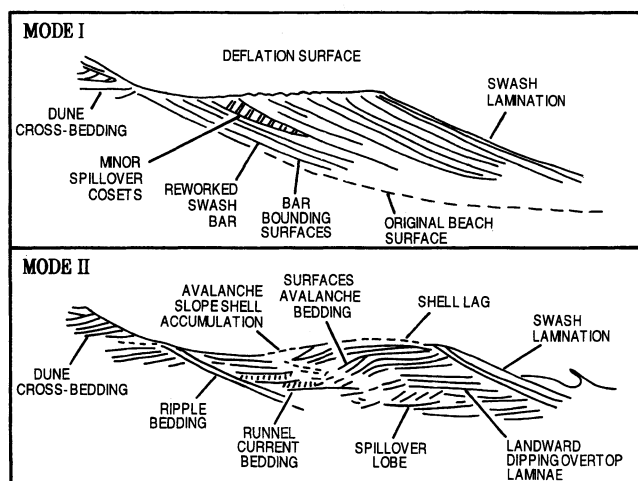 MODE I
DEFLATION SURFACE
SWASH
LAMINATION
DUNE
CROSS-BEDDING
MINOR
SPILLOVER
COSETS
REWORKED
SWASH
BAR
BAR
BOUNDING
SURFACES
ORIGINAL BEACH
SURFACE
MODE II
AVALANCHE
SLOPE SHELL
ACCUMULATION
SURFACES
AVALANCHE
BEDDING
SHELL LAG
SWASH
LAMINATION
DUNE
CROSS-BEDDING
RIPPLE
BEDDING
RUNNEL
CURRENT
BEDDING
SPILLOVER
LOBE
LANDWARD
DIPPING OVERTOP
LAMINAE